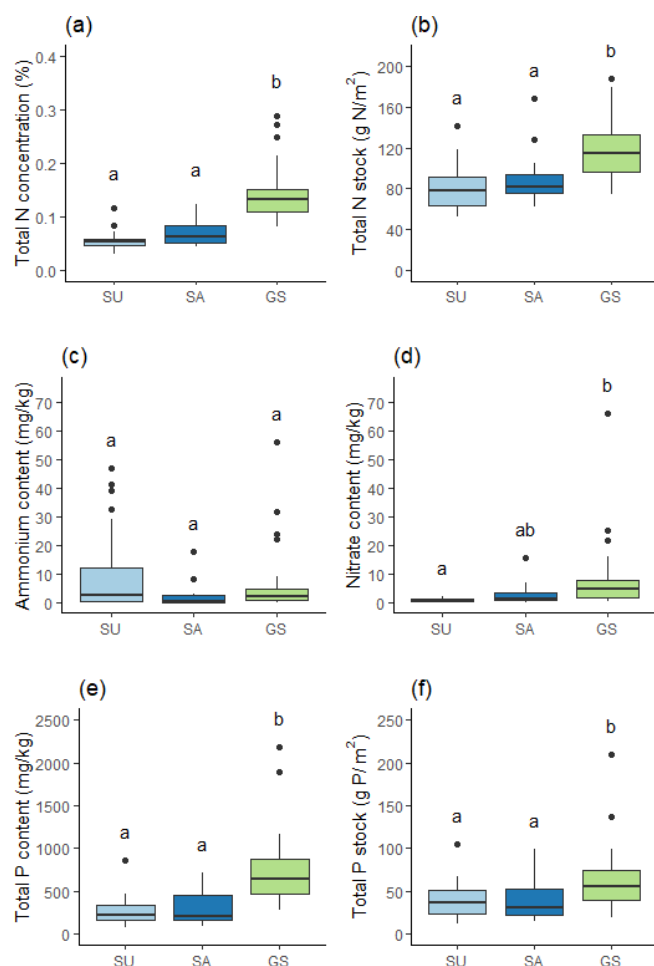 (a)
Total N concentration (%)
0.4
0.3
0.2
0.1
0.0
a
a
b
SU
SA
GS
(b)
Total N stock (g N/m²)
200
160
120
80
40
0
a
a
b
SU
SA
GS
(c)
Ammonium content (mg/kg)
70
60
50
40
30
20
10
0
a
a
a
SU
SA
GS
(d)
Nitrate content (mg/kg)
70
60
50
40
30
20
10
0
a
ab
b
SU
SA
GS
(e)
Total P content (mg/kg)
2500
2000
1500
1000
500
0
a
a
b
SU
SA
GS
(f)
Total P stock (g P/m²)
250
200
150
100
50
0
a
a
b
SU
SA
GS